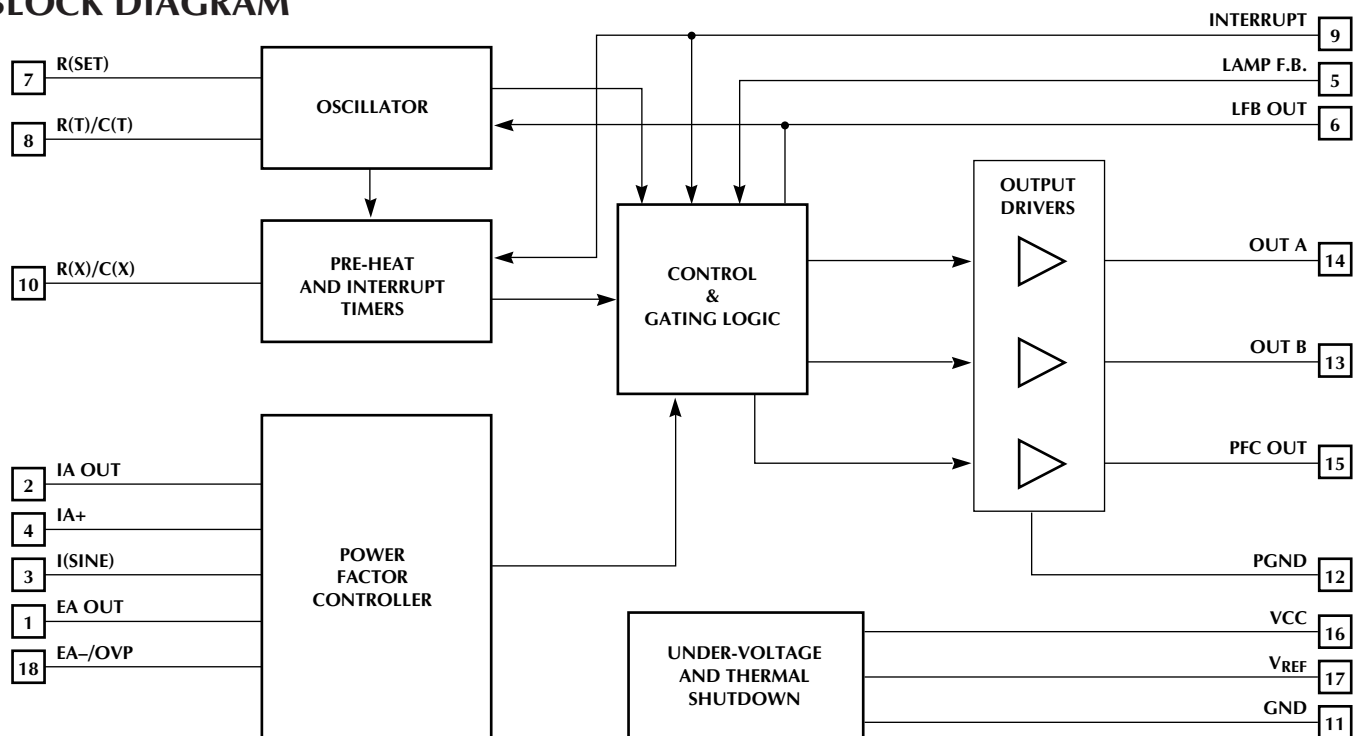 BLOCK DIAGRAM
INTERRUPT
9
7
R(SET)
OSCILLATOR
LAMP F.B.
5
8
R(T)/C(T)
LFB OUT
6
OUTPUT
DRIVERS
10
R(X)/C(X)
PRE-HEAT
AND INTERRUPT
TIMERS
CONTROL
&
GATING LOGIC
OUT A
14
OUT B
13
PFC OUT
15
2
IA OUT
4
IA+
3
I(SINE)
1
EA OUT
18
EA–/OVP
POWER
FACTOR
CONTROLLER
PGND
12
UNDER-VOLTAGE
AND THERMAL
SHUTDOWN
VCC
16
VREF
17
GND
11